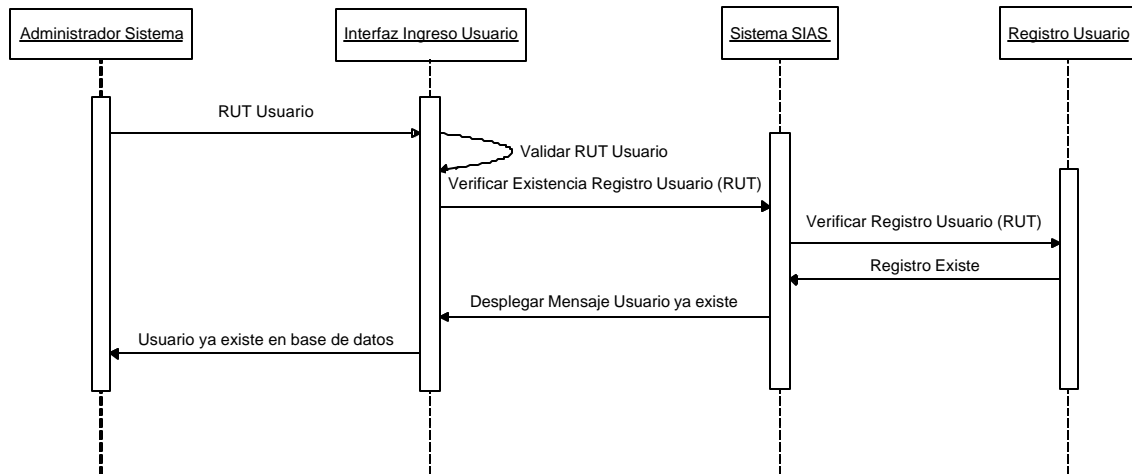 Administrador Sistema
Interfaz Ingreso Usuario
Sistema SIAS
Registro Usuario
RUT Usuario
Validar RUT Usuario
Verificar Existencia Registro Usuario (RUT)
Verificar Registro Usuario (RUT)
Registro Existe
Desplegar Mensaje Usuario ya existe
Usuario ya existe en base de datos